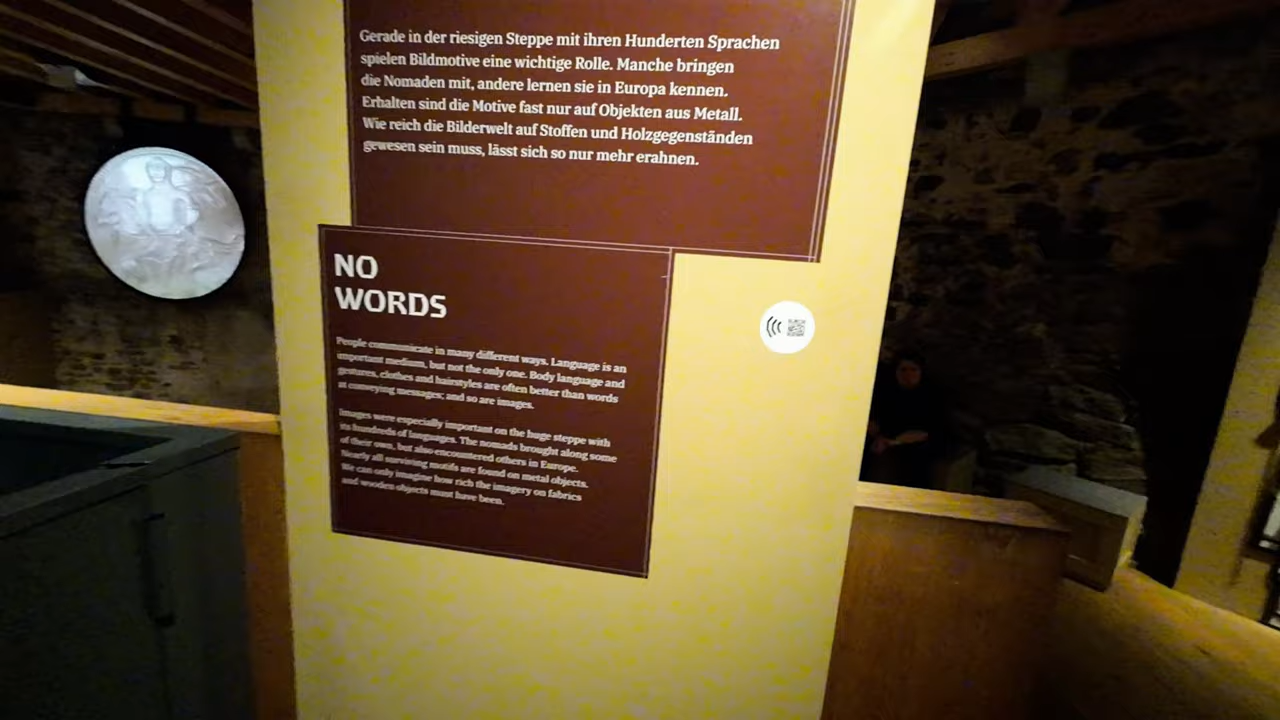 Gerade in der riesigen Steppe mit ihren Hunderten Sprachen
spielen Bildmotive eine wichtige Rolle. Manche bringen
die Nomaden mit, andere lernen sie in Europa kennen.
Erhalten sind die Motive fast nur auf Objekten aus Metall.
Wie reich die Bilderwelt auf Stoffen und Holzgegenständen
gewesen sein muss, lässt sich so nur mehr erahnen.
NO
WORDS
People communicate in many different ways. Language is an
important medium, but not the only one. Body language and
gestures, clothes and hairstyles are often better than words
at conveying messages; and so are images.
Images were especially important on the huge steppe with
its hundreds of languages. The nomads brought along some
of their own, but also encountered others in Europe.
Nearly all surviving motifs are found on metal objects.
We can only imagine how rich the imagery on fabrics
and wooden objects must have been.